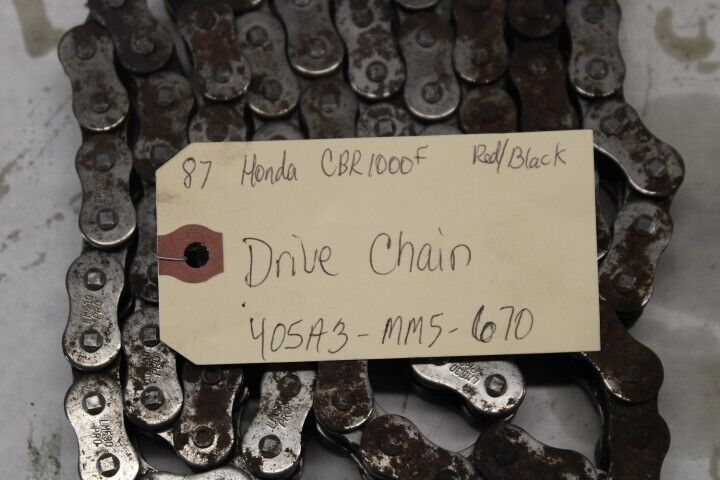 87 Honda CBR1000F Red/Black
Drive Chain
405A3-MM5-670